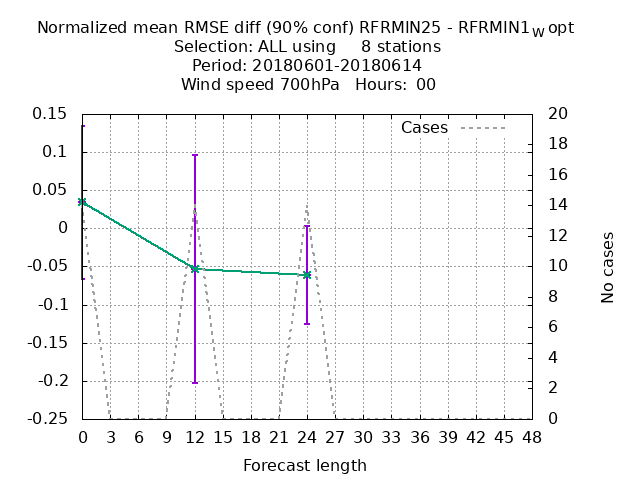 Normalized mean RMSE diff (90% conf) RFRMIN25 - RFRMIN1wopt
Selection: ALL using 8 stations
Period: 20180601-20180614
Wind speed 700hPa Hours: 00
Cases
0.15
0.1
0.05
0
-0.05
-0.1
-0.15
-0.2
-0.25
20
18
16
14
12
10
8
6
4
2
0
No cases
0 3 6 9 12 15 18 21 24 27 30 33 36 39 42 45 48
Forecast length